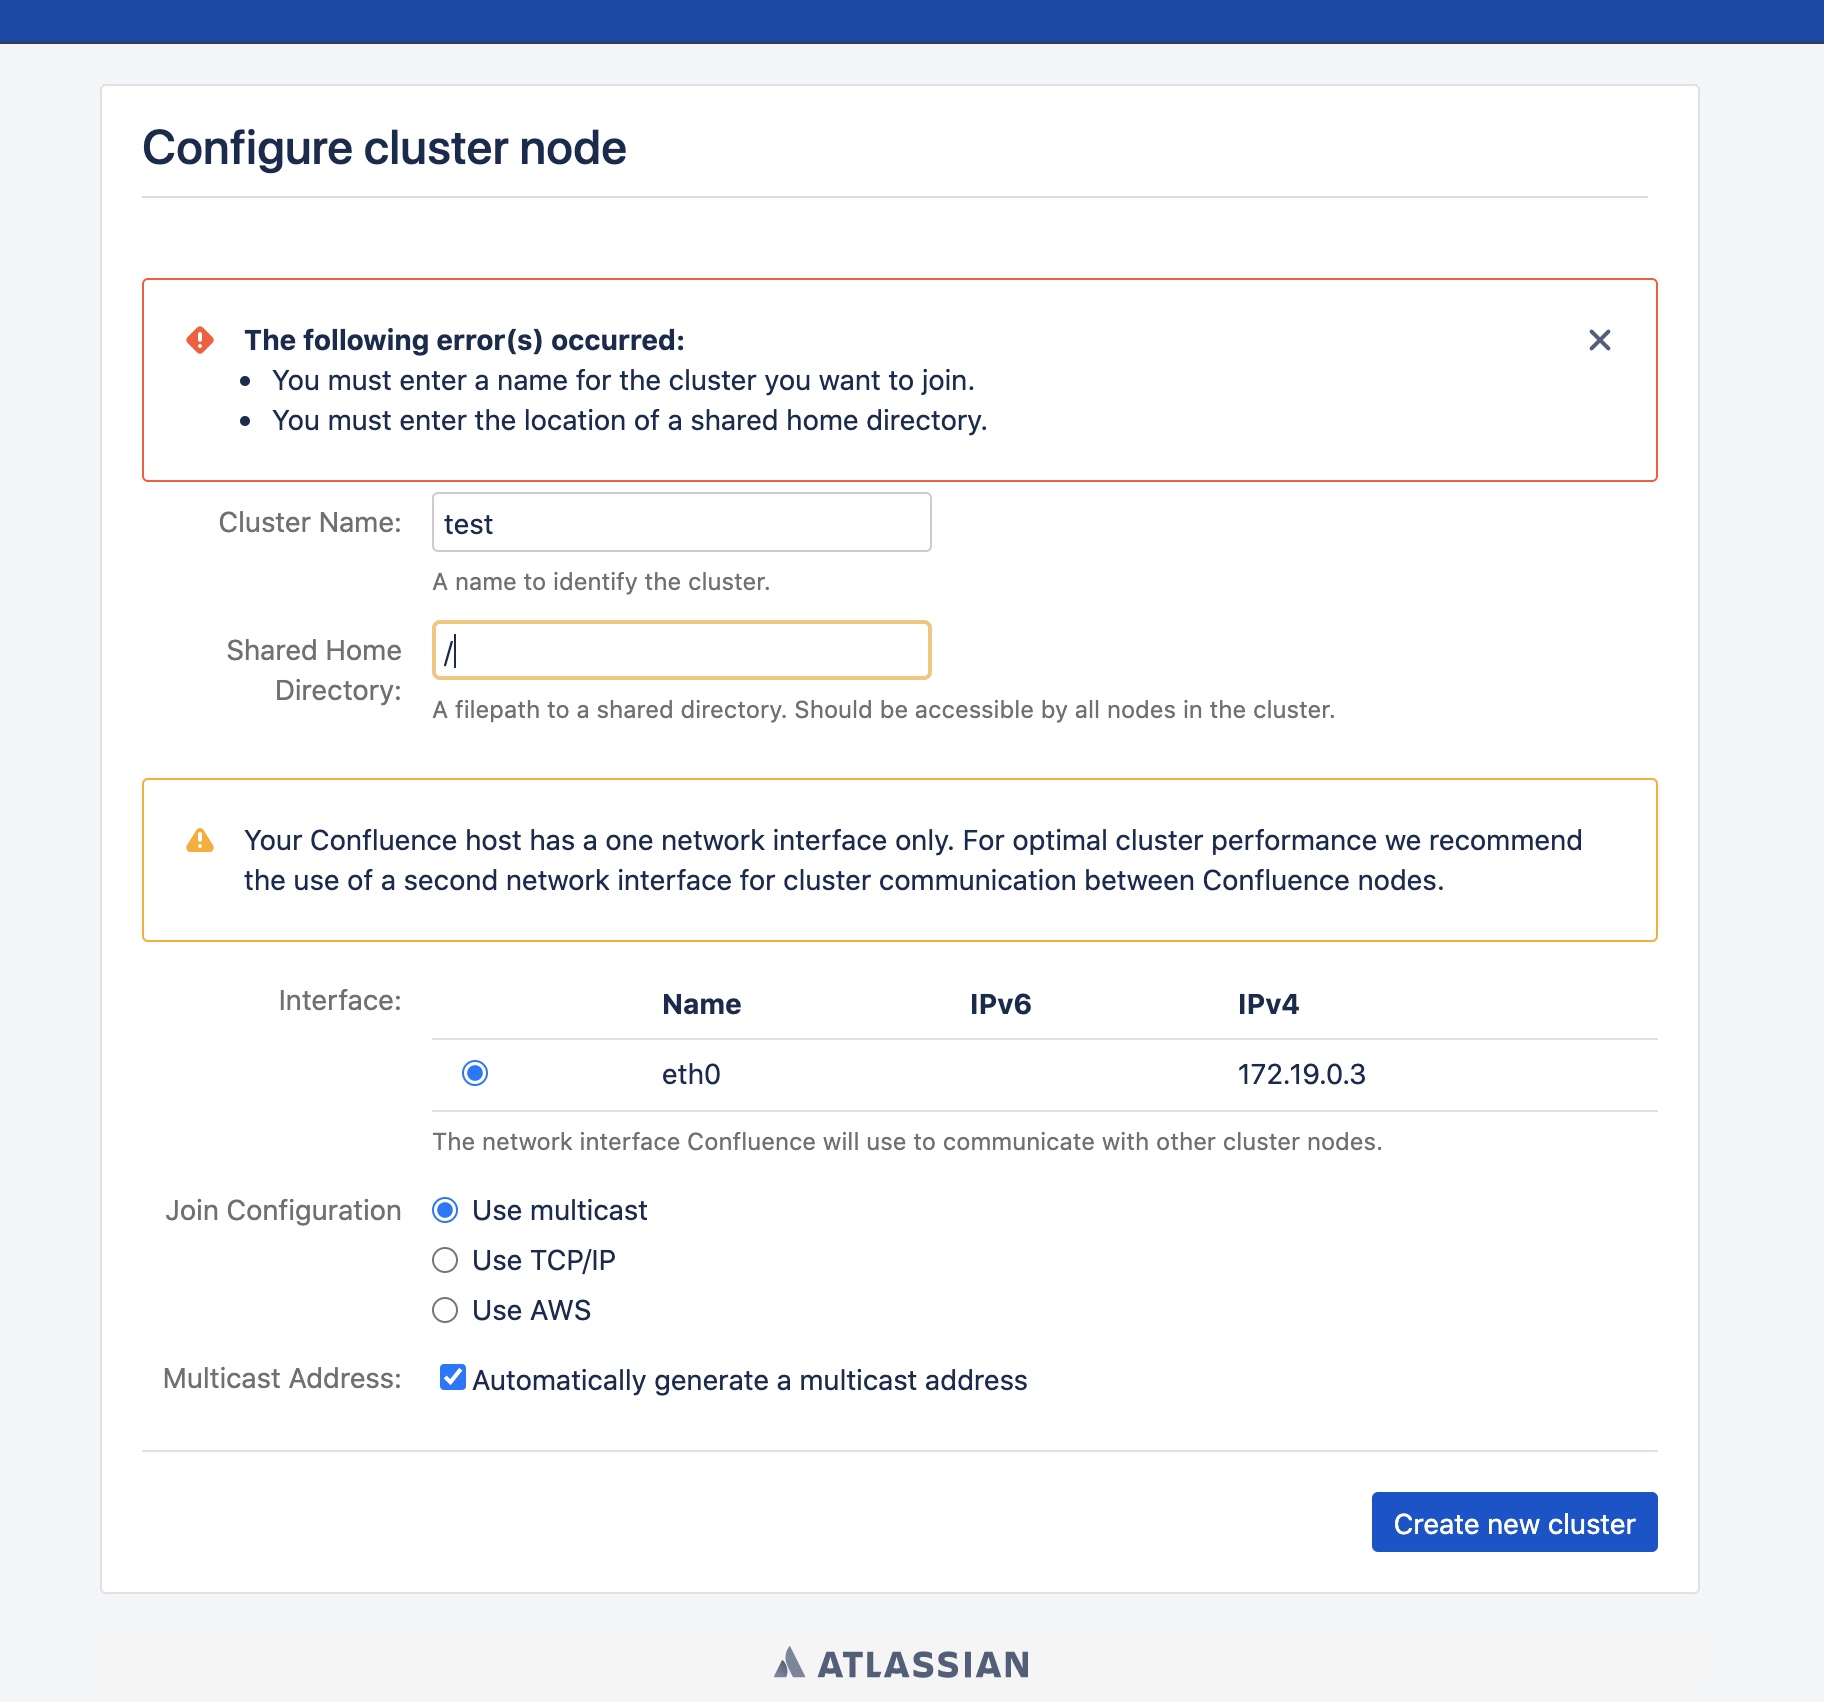 Configure cluster node
The following error(s) occurred:
• You must enter a name for the cluster you want to join.
• You must enter the location of a shared home directory.
Cluster Name: test
A name to identify the cluster.
Shared Home Directory: /
A filepath to a shared directory. Should be accessible by all nodes in the cluster.
Your Confluence host has a one network interface only. For optimal cluster performance we recommend
the use of a second network interface for cluster communication between Confluence nodes.
Interface: Name IPv6 IPv4
eth0 172.19.0.3
The network interface Confluence will use to communicate with other cluster nodes.
Join Configuration Use multicast
Use TCP/IP
Use AWS
Multicast Address: Automatically generate a multicast address
Create new cluster
ATLASSIAN